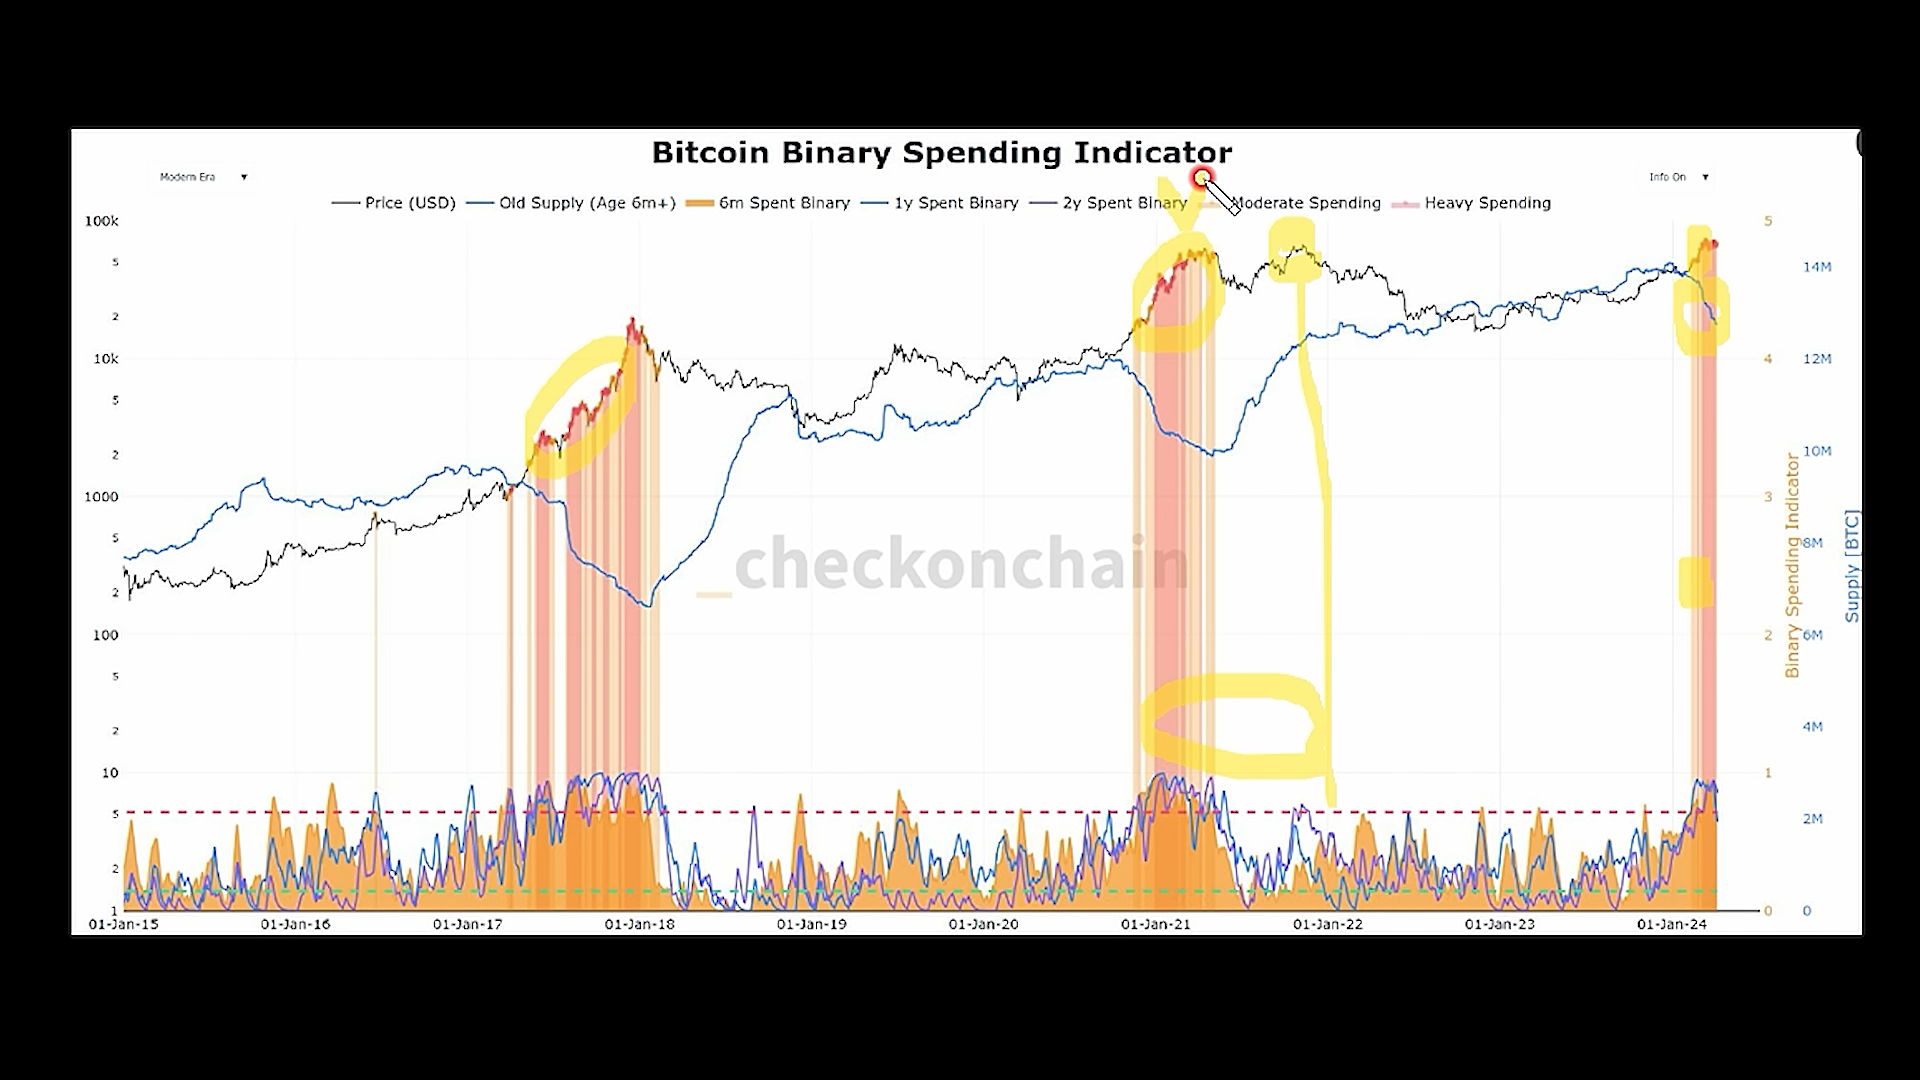 Bitcoin Binary Spending Indicator
Modern Era ▼
Info On ▼
Price (USD) Old Supply (Age 6m+) 6m Spent Binary 1y Spent Binary 2y Spent Binary Moderate Spending Heavy Spending
100k
5
2
10k
5
2
1000
5
2
100
5
2
10
5
2
1
5
4
3
2
1
0
Binary Spending Indicator
14M
12M
10M
8M
6M
4M
2M
0
Supply [BTC]
_checkonchain
01-Jan-15 01-Jan-16 01-Jan-17 01-Jan-18 01-Jan-19 01-Jan-20 01-Jan-21 01-Jan-22 01-Jan-23 01-Jan-24